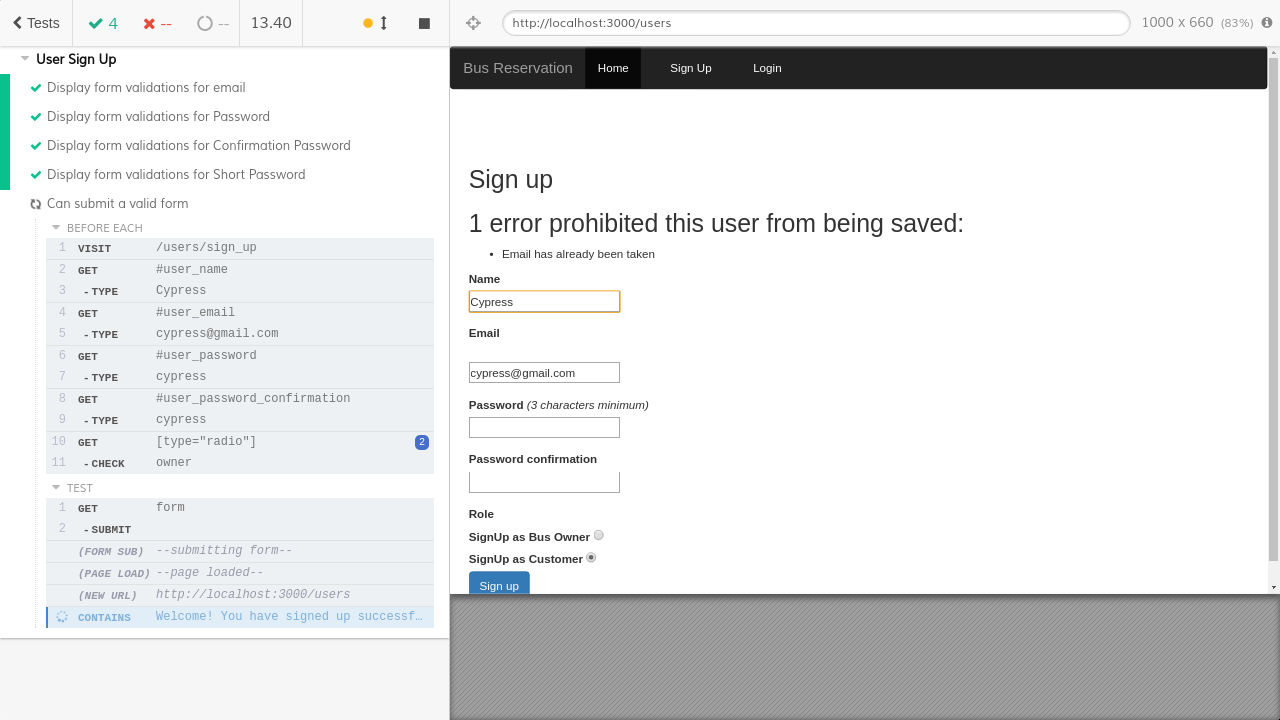 Tests
4
--
--
13.40
http://localhost:3000/users
1000 x 660 (83%)
User Sign Up
Display form validations for email
Display form validations for Password
Display form validations for Confirmation Password
Display form validations for Short Password
Can submit a valid form
BEFORE EACH
1 VISIT /users/sign_up
2 GET #user_name
3 - TYPE Cypress
4 GET #user_email
5 - TYPE cypress@gmail.com
6 GET #user_password
7 - TYPE cypress
8 GET #user_password_confirmation
9 - TYPE cypress
10 GET [type="radio"] 2
11 - CHECK owner
TEST
1 GET form
2 - SUBMIT
(FORM SUB) --submitting form--
(PAGE LOAD) --page loaded--
(NEW URL) http://localhost:3000/users
CONTAINS Welcome! You have signed up successf…
Bus Reservation Home Sign Up Login
Sign up
1 error prohibited this user from being saved:
• Email has already been taken
Name
Cypress
Email
cypress@gmail.com
Password (3 characters minimum)
Password confirmation
Role
SignUp as Bus Owner
SignUp as Customer
Sign up